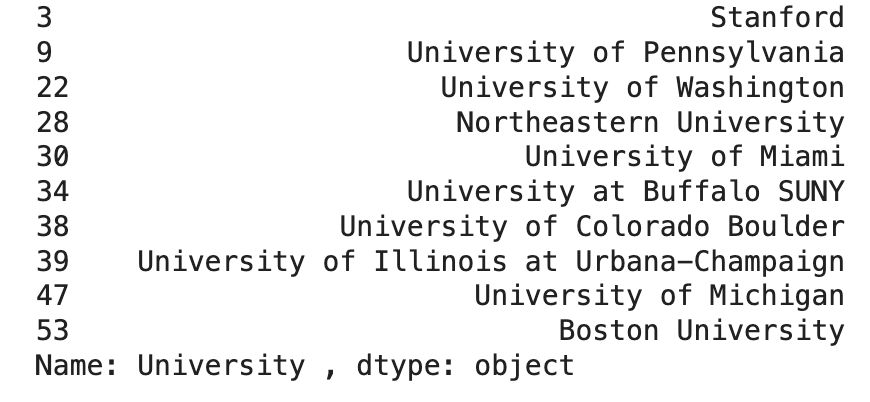 3 Stanford
9 University of Pennsylvania
22 University of Washington
28 Northeastern University
30 University of Miami
34 University at Buffalo SUNY
38 University of Colorado Boulder
39 University of Illinois at Urbana-Champaign
47 University of Michigan
53 Boston University
Name: University , dtype: object